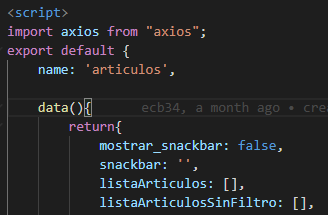 <script>
import axios from "axios";
export default {
name: 'articulos',
data(){ ecb34, a month ago • crea
return{
mostrar_snackbar: false,
snackbar: '',
listaArticulos: [],
listaArticulosSinFiltro: [],